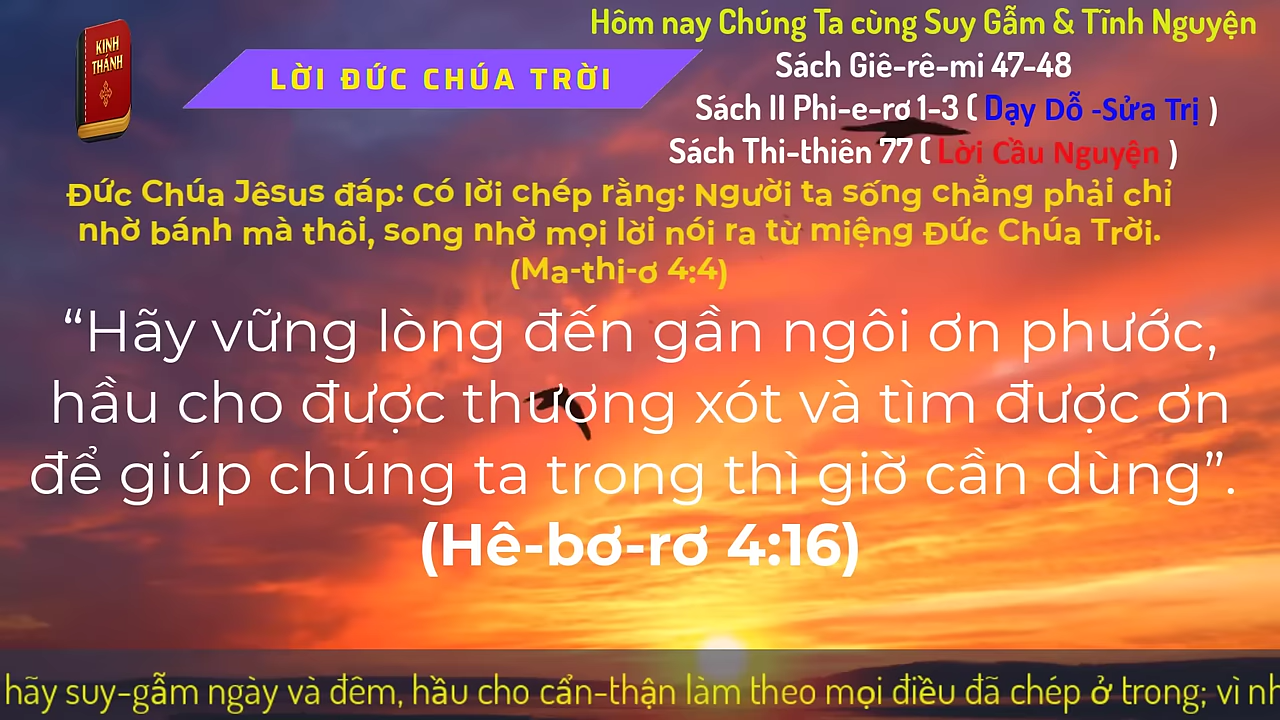 KINH
THÁNH
LỜI ĐỨC CHÚA TRỜI
Hôm nay Chúng Ta cùng Suy Gẫm & Tĩnh Nguyện
Sách Giê-rê-mi 47-48
Sách II Phi-e-rơ 1-3 ( Dạy Dỗ -Sửa Trị )
Sách Thi-thiên 77 ( Lời Cầu Nguyện )
Đức Chúa Jêsus đáp: Có lời chép rằng: Người ta sống chẳng phải chỉ
nhờ bánh mà thôi, song nhờ mọi lời nói ra từ miệng Đức Chúa Trời.
(Ma-thi-ơ 4:4)
“Hãy vững lòng đến gần ngôi ơn phước,
hầu cho được thương xót và tìm được ơn
để giúp chúng ta trong thì giờ cần dùng”.
(Hê-bơ-rơ 4:16)
hãy suy-gẫm ngày và đêm, hầu cho cẩn-thận làm theo mọi điều đã chép ở trong; vì nh